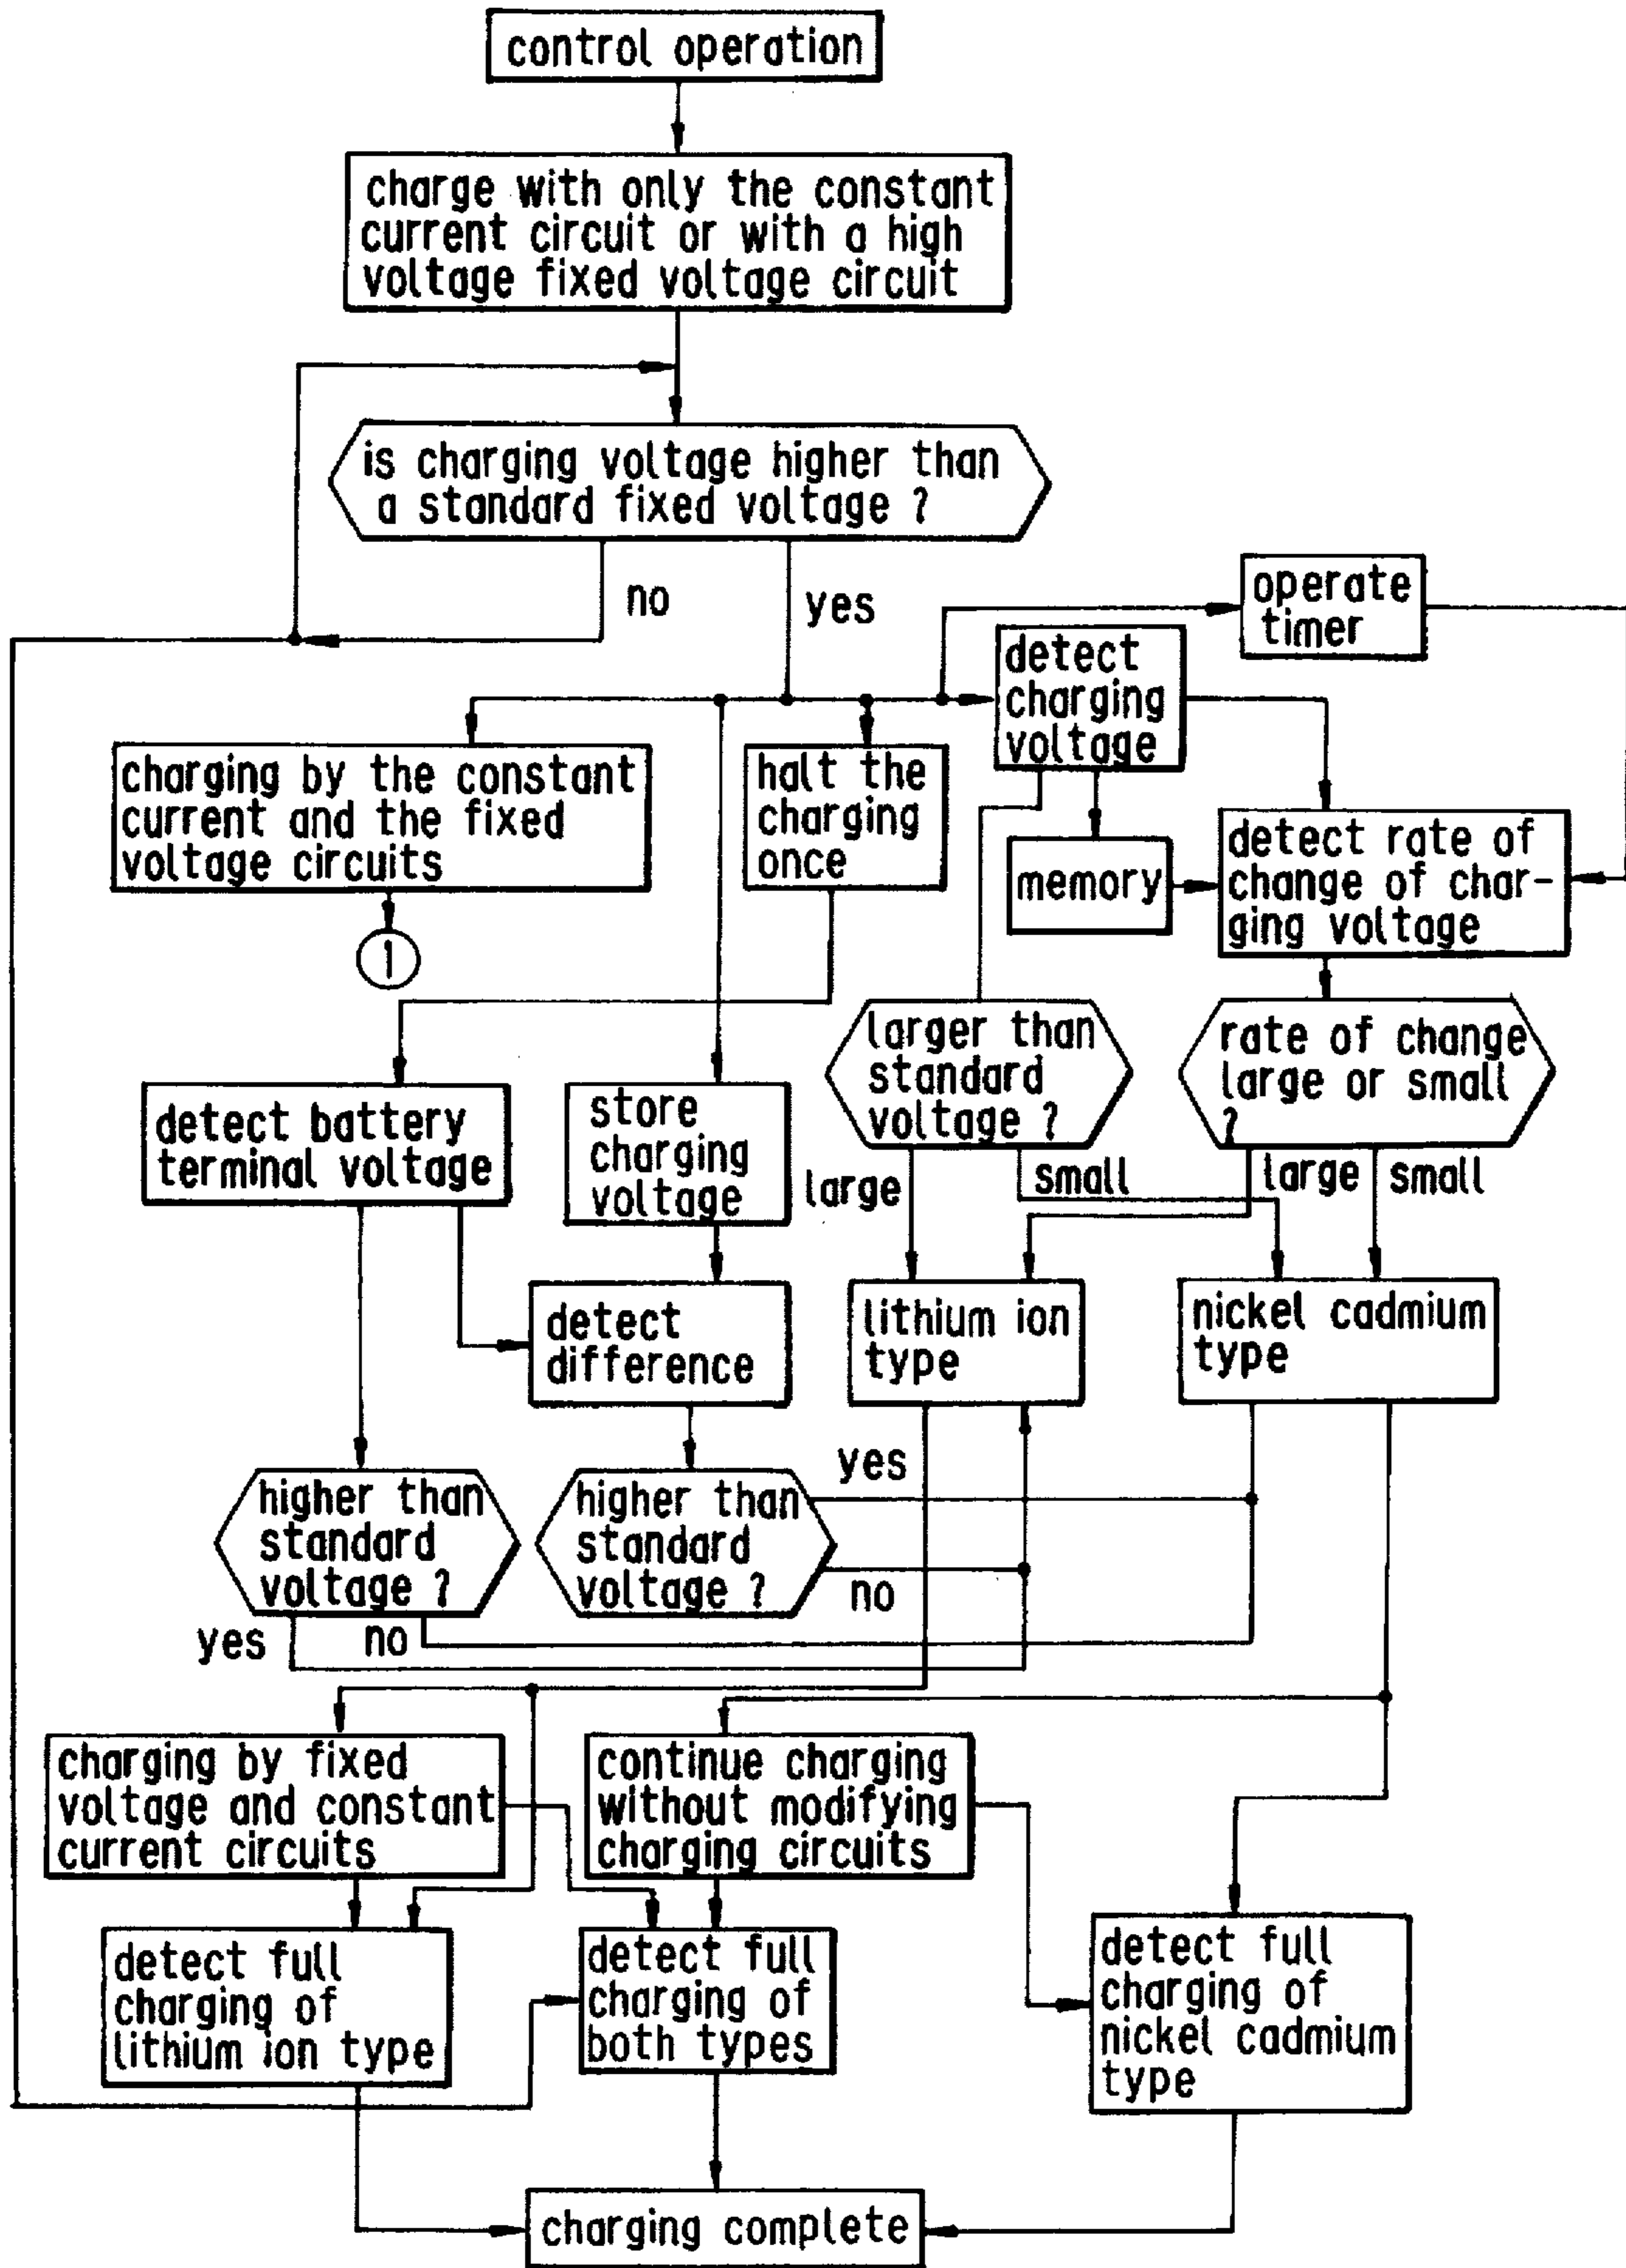 control operation
charge with only the constant
current circuit or with a high
voltage fixed voltage circuit
is charging voltage higher than
a standard fixed voltage ?
no
yes
operate
timer
detect
charging
voltage
charging by the constant
current and the fixed
voltage circuits
halt the
charging
once
memory
detect rate of
change of char-
ging voltage
1
larger than
standard
voltage ?
rate of change
large or small
?
detect battery
terminal voltage
store
charging
voltage
large
small
large
small
detect
difference
lithium ion
type
nickel cadmium
type
higher than
standard
voltage ?
higher than
standard
voltage ?
yes
no
yes
no
charging by fixed
voltage and constant
current circuits
continue charging
without modifying
charging circuits
detect full
charging of
lithium ion type
detect full
charging of
both types
detect full
charging of
nickel cadmium
type
charging complete